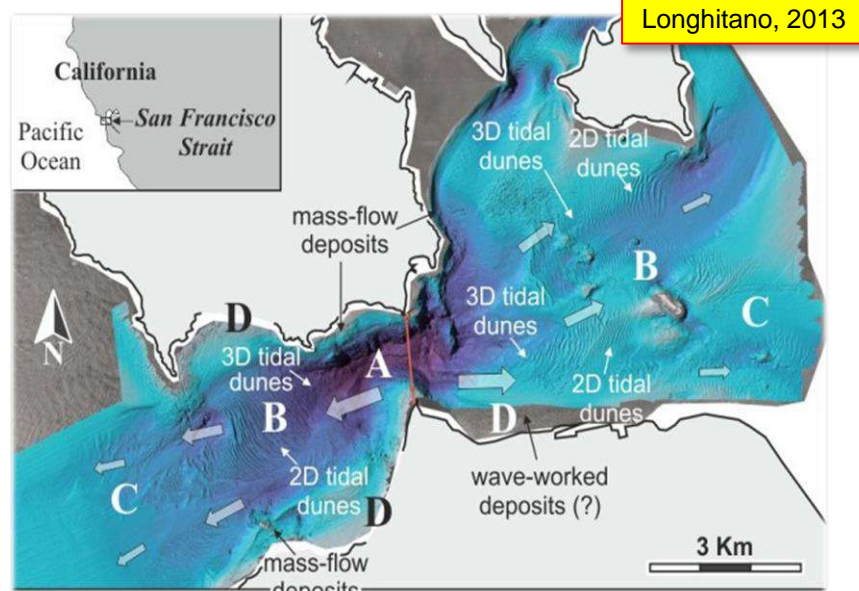 Longhitano, 2013
California
Pacific
Ocean
San Francisco
Strait
3D tidal
dunes
2D tidal
dunes
mass-flow
deposits
B
3D tidal
dunes
C
D
N
3D tidal
dunes
A
2D tidal
dunes
B
D
2D tidal
dunes
C
D
wave-worked
deposits (?)
mass-flow
deposits
3 Km